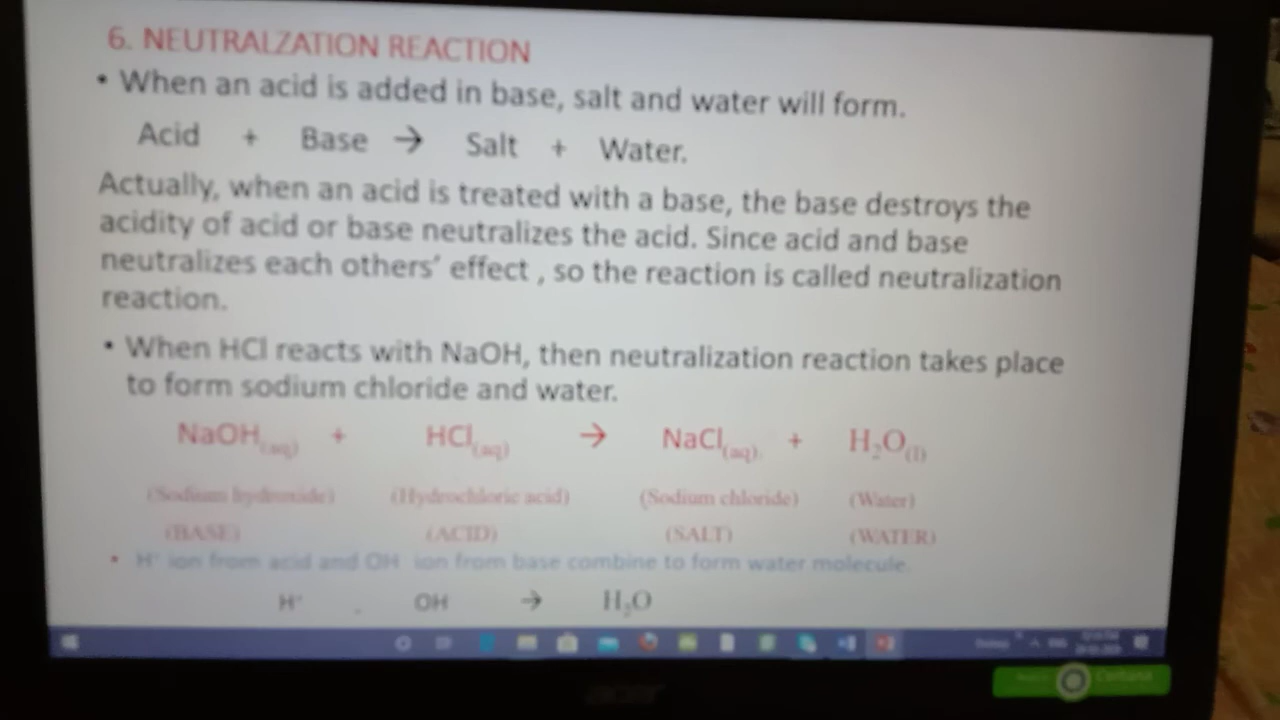 6. NEUTRALZATION REACTION
• When an acid is added in base, salt and water will form.
Acid + Base → Salt + Water.
Actually, when an acid is treated with a base, the base destroys the
acidity of acid or base neutralizes the acid. Since acid and base
neutralizes each others' effect , so the reaction is called neutralization
reaction.
• When HCl reacts with NaOH, then neutralization reaction takes place
to form sodium chloride and water.
NaOH(aq) + HCl(aq) → NaCl(aq) + H₂O(l)
(Sodium hydroxide) (Hydrochloric acid) (Sodium chloride) (Water)
(BASE) (ACID) (SALT) (WATER)
• H⁺ ion from acid and OH ion from base combine to form water molecule
H⁺ OH → H₂O
acer